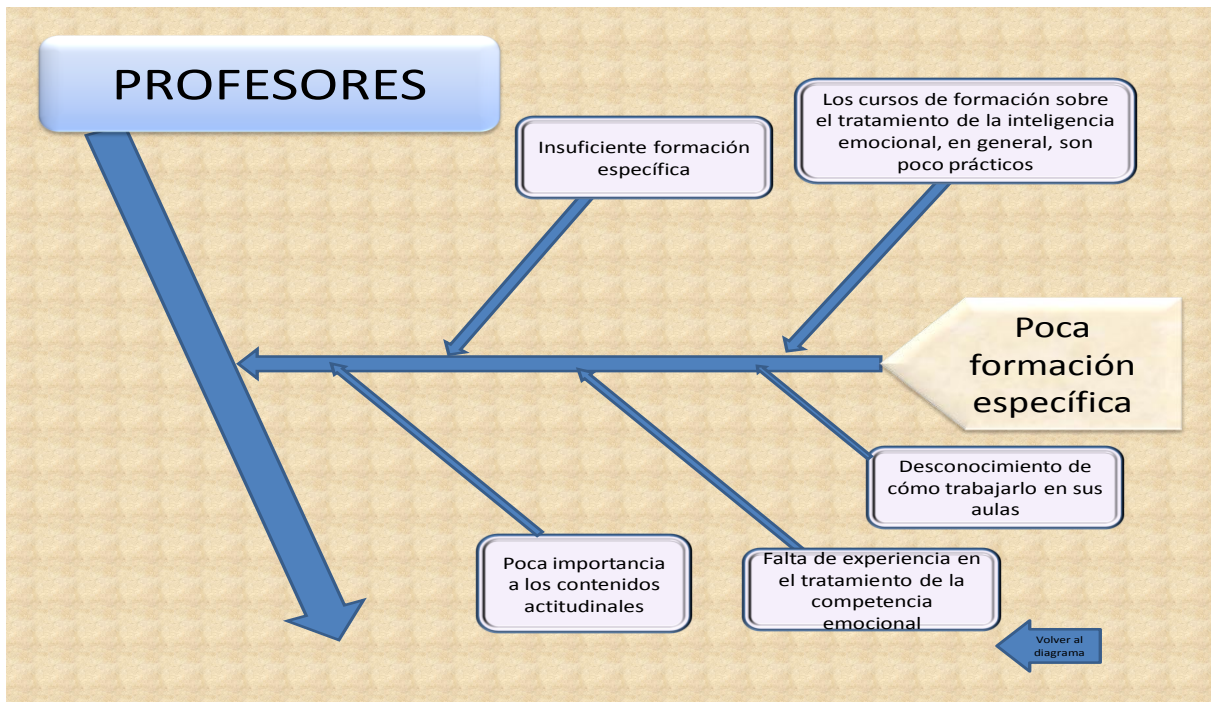 PROFESORES
Los cursos de formación sobre
el tratamiento de la inteligencia
emocional, en general, son
poco prácticos
Insuficiente formación
específica
Poca
formación
específica
Desconocimiento de
cómo trabajarlo en sus
aulas
Poca importancia
a los contenidos
actitudinales
Falta de experiencia en
el tratamiento de la
competencia
emocional
Volver al
diagrama